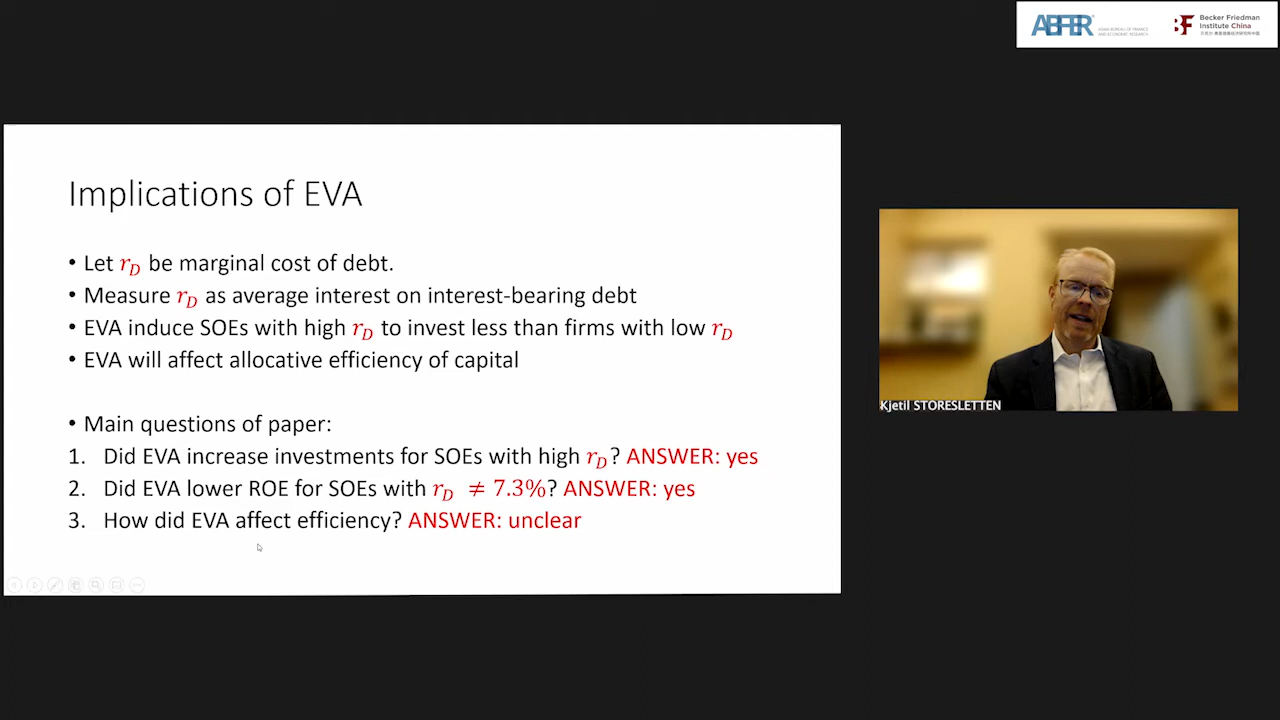 ABFER
ASIAN BUREAU OF FINANCE
AND ECONOMIC RESEARCH
BF
Becker Friedman
Institute China
Implications of EVA
• Let r_D be marginal cost of debt.
• Measure r_D as average interest on interest-bearing debt
• EVA induce SOEs with high r_D to invest less than firms with low r_D
• EVA will affect allocative efficiency of capital
• Main questions of paper:
1. Did EVA increase investments for SOEs with high r_D? ANSWER: yes
2. Did EVA lower ROE for SOEs with r_D ≠ 7.3%? ANSWER: yes
3. How did EVA affect efficiency? ANSWER: unclear
Kjetil STORESLETTEN